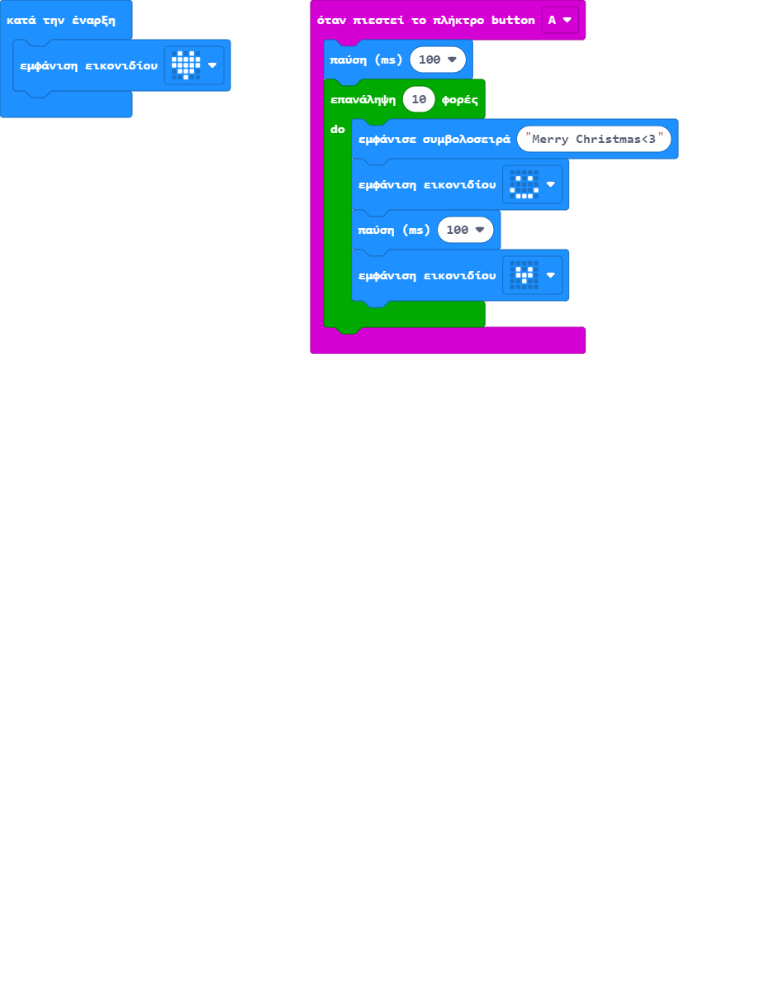 κατά την έναρξη
εμφάνιση εικονιδίου
όταν πιεστεί το πλήκτρο button A
παύση (ms) 100
επανάληψη 10 φορές
do
εμφάνισε συμβολοσειρά "Merry Christmas<3"
εμφάνιση εικονιδίου
παύση (ms) 100
εμφάνιση εικονιδίου